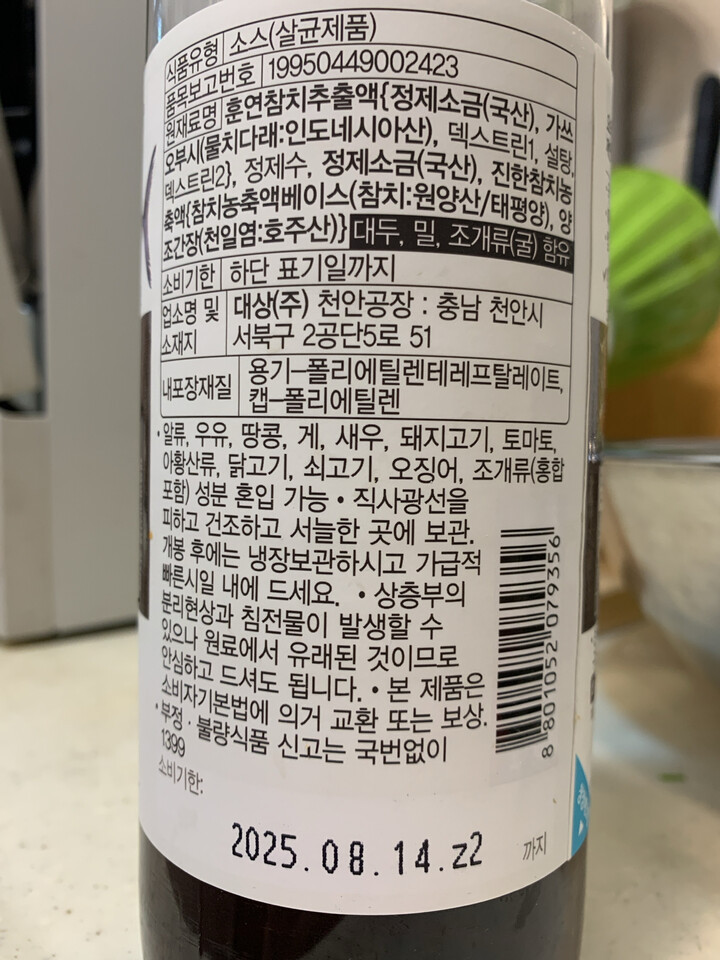 식품유형 소스(살균제품)
품목보고번호 19950449002423
원재료명 훈연참치추출액{정제소금(국산), 가쓰
오부시(물치다래:인도네시아산), 덱스트린1, 설탕,
덱스트린2}, 정제수, 정제소금(국산), 진한참치농
축액{참치농축액베이스(참치:원양산/태평양), 양
조간장(천일염:호주산)} 대두, 밀, 조개류(굴) 함유
소비기한 하단 표기일까지
업소명 및 소재지 대상(주) 천안공장 : 충남 천안시
서북구 2공단5로 51
내포장재질 용기–폴리에틸렌테레프탈레이트,
캡–폴리에틸렌
•알류, 우유, 땅콩, 게, 새우, 돼지고기, 토마토,
아황산류, 닭고기, 쇠고기, 오징어, 조개류(홍합
포함) 성분 혼입 가능 • 직사광선을
피하고 건조하고 서늘한 곳에 보관.
개봉 후에는 냉장보관하시고 가급적
빠른시일 내에 드세요. • 상층부의
분리현상과 침전물이 발생할 수
있으나 원료에서 유래된 것이므로
안심하고 드셔도 됩니다. • 본 제품은
소비자기본법에 의거 교환 또는 보상.
•부정·불량식품 신고는 국번없이
1399
소비기한:
2025.08.14.z2 까지
8 801052 079356